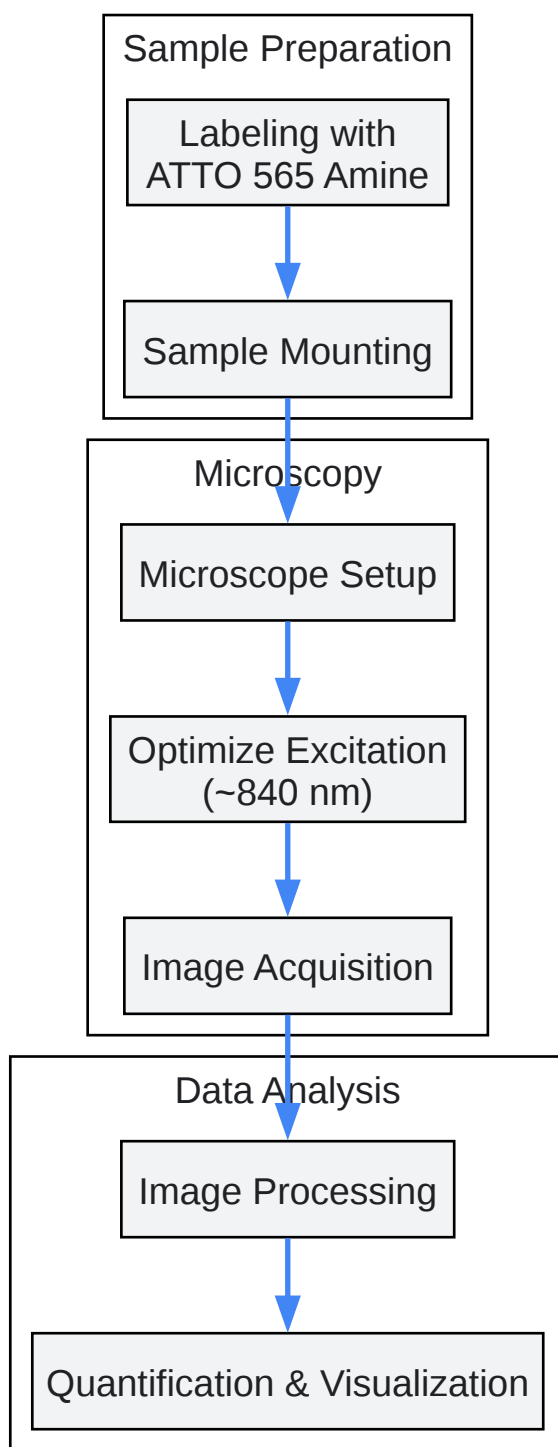 Sample Preparation
Labeling with
ATTO 565 Amine
Sample Mounting
Microscopy
Microscope Setup
Optimize Excitation
(~840 nm)
Image Acquisition
Data Analysis
Image Processing
Quantification & Visualization